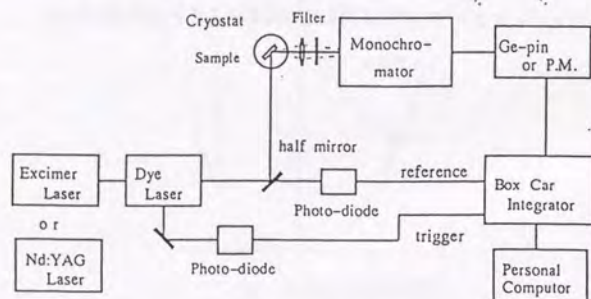 Cryostat
Filter
Sample
Monochro-
mator
Ge-pin
or P.M.
half mirror
Excimer
Laser
Dye
Laser
reference
Box Car
Integrator
Photo-diode
or
trigger
Nd:YAG
Laser
Photo-diode
Personal
Computor